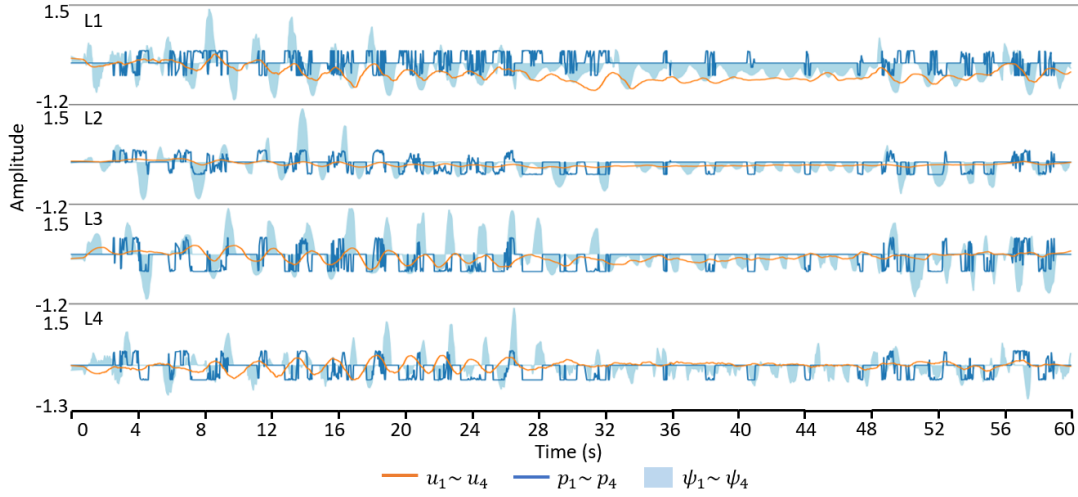 1.5
L1
-1.2
1.5
L2
-1.2
1.5
L3
-1.2
1.5
L4
-1.3
Amplitude
0 4 8 12 16 20 24 28 32 36 40 44 48 52 56 60
Time (s)
u₁~u₄ p₁~p₄ ψ₁~ψ₄